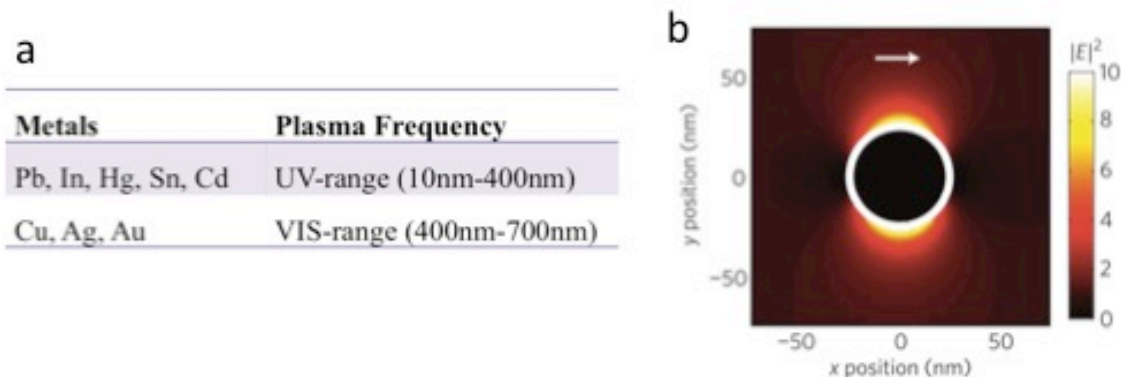 a
Metals Plasma Frequency
Pb, In, Hg, Sn, Cd UV-range (10nm-400nm)
Cu, Ag, Au VIS-range (400nm-700nm)
b
|E|²
10
8
6
4
2
0
y position (nm)
50
0
−50
−50 0 50
x position (nm)